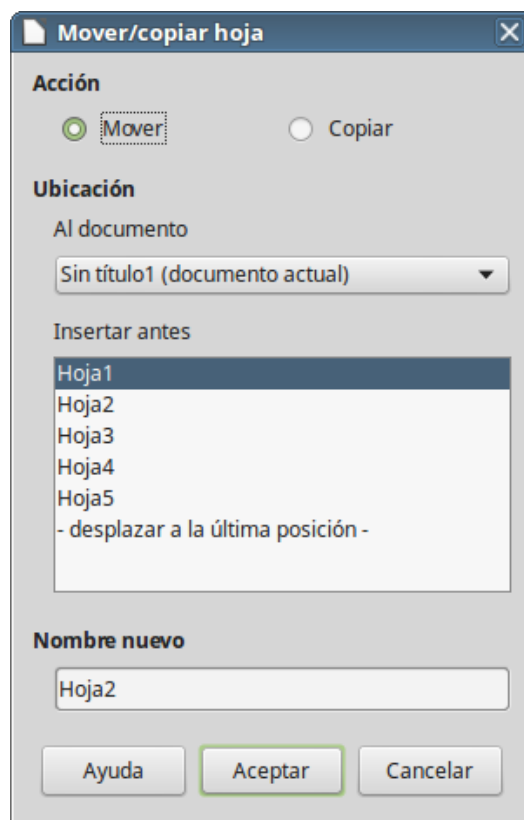 Mover/copiar hoja
Acción
Mover Copiar
Ubicación
Al documento
Sin título1 (documento actual)
Insertar antes
Hoja1
Hoja2
Hoja3
Hoja4
Hoja5
- desplazar a la última posición -
Nombre nuevo
Hoja2
Ayuda Aceptar Cancelar